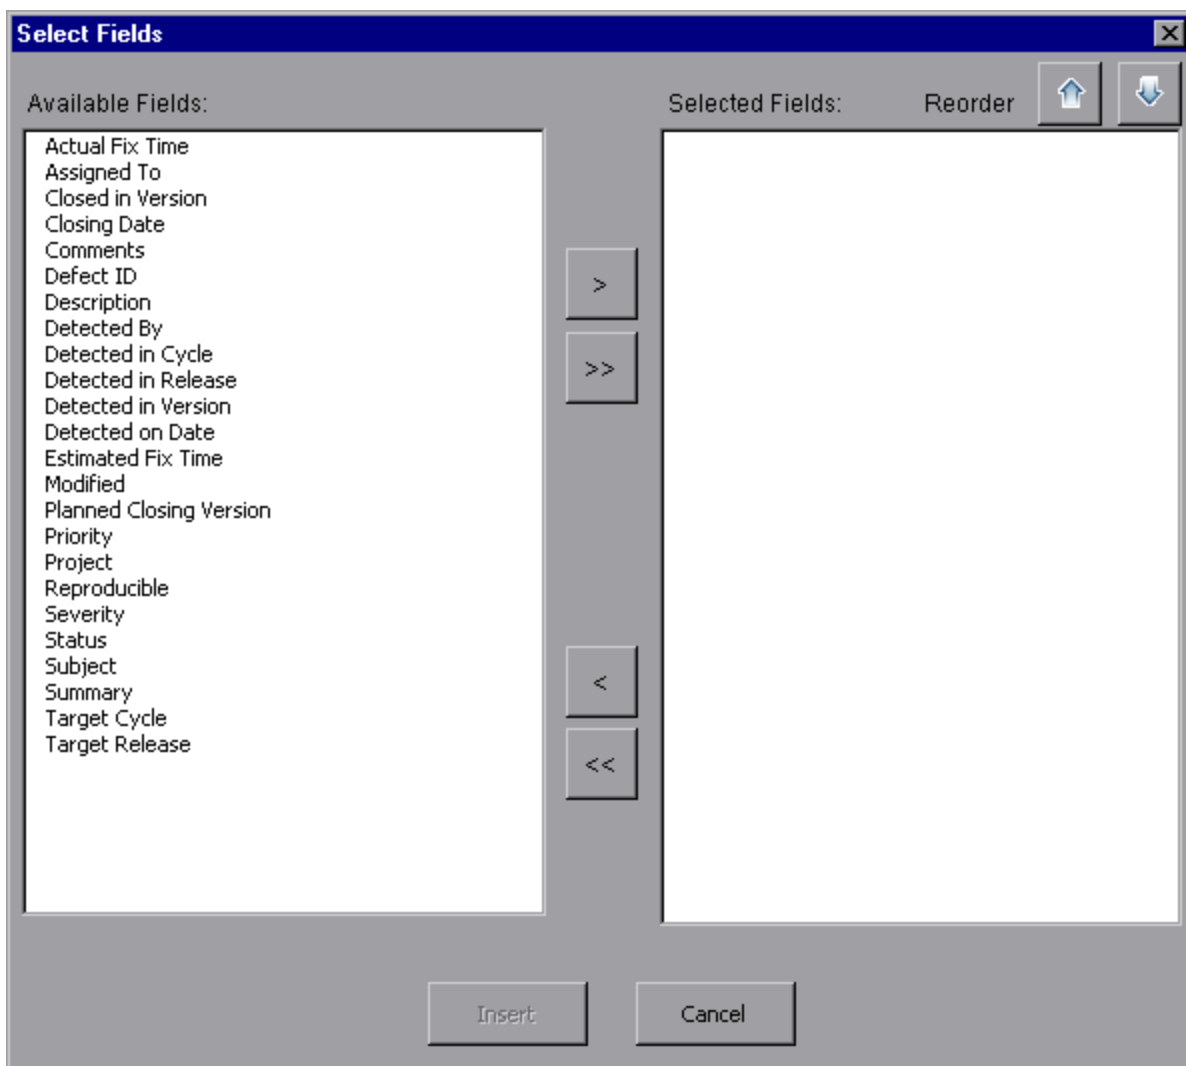 Select Fields
Available Fields:
Selected Fields:
Reorder
Actual Fix Time
Assigned To
Closed in Version
Closing Date
Comments
Defect ID
Description
Detected By
Detected in Cycle
Detected in Release
Detected in Version
Detected on Date
Estimated Fix Time
Modified
Planned Closing Version
Priority
Project
Reproducible
Severity
Status
Subject
Summary
Target Cycle
Target Release
>
>>
<
<<
Insert
Cancel